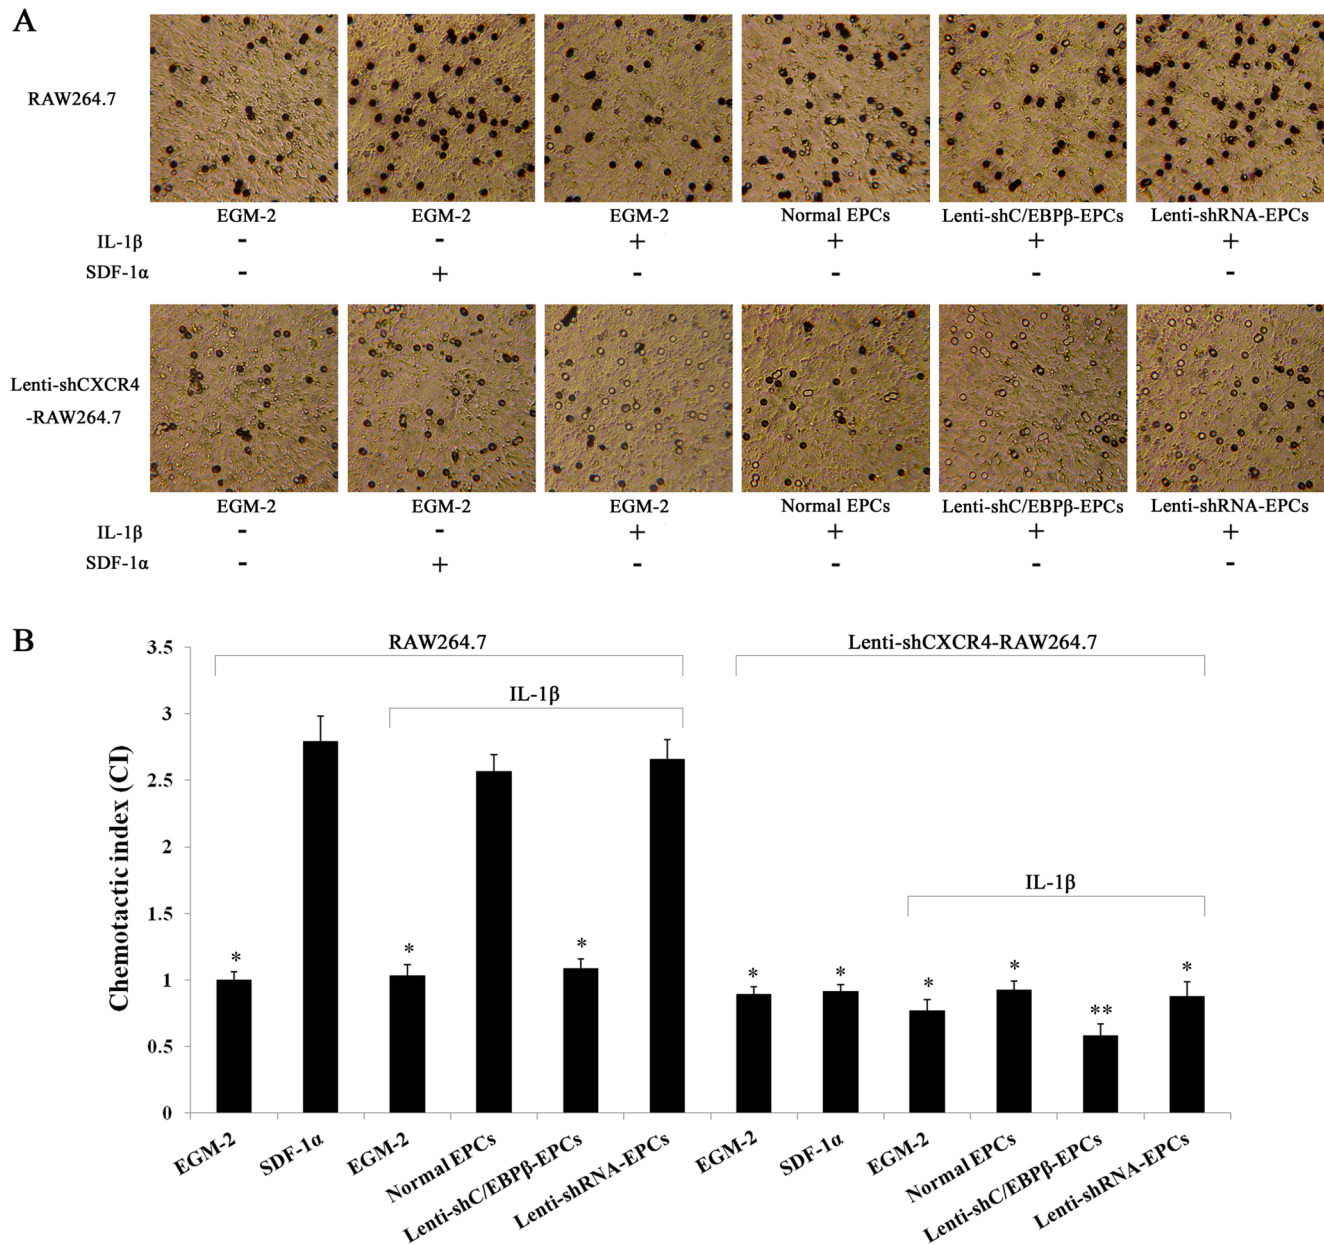 A
RAW264.7
EGM-2 EGM-2 EGM-2 Normal EPCs Lenti-shC/EBPβ-EPCs Lenti-shRNA-EPCs
IL-1β - - + + + +
SDF-1α - + - - - -
Lenti-shCXCR4
-RAW264.7
EGM-2 EGM-2 EGM-2 Normal EPCs Lenti-shC/EBPβ-EPCs Lenti-shRNA-EPCs
IL-1β - - + + + +
SDF-1α - + - - - -
B
RAW264.7 Lenti-shCXCR4-RAW264.7
IL-1β
IL-1β
Chemotactic index (CI)
3.5
3
2.5
2
1.5
1
0.5
0
* * * * * * * ** *
EGM-2 SDF-1α EGM-2 Normal EPCs Lenti-shC/EBPβ-EPCs Lenti-shRNA-EPCs EGM-2 SDF-1α EGM-2 Normal EPCs Lenti-shC/EBPβ-EPCs Lenti-shRNA-EPCs